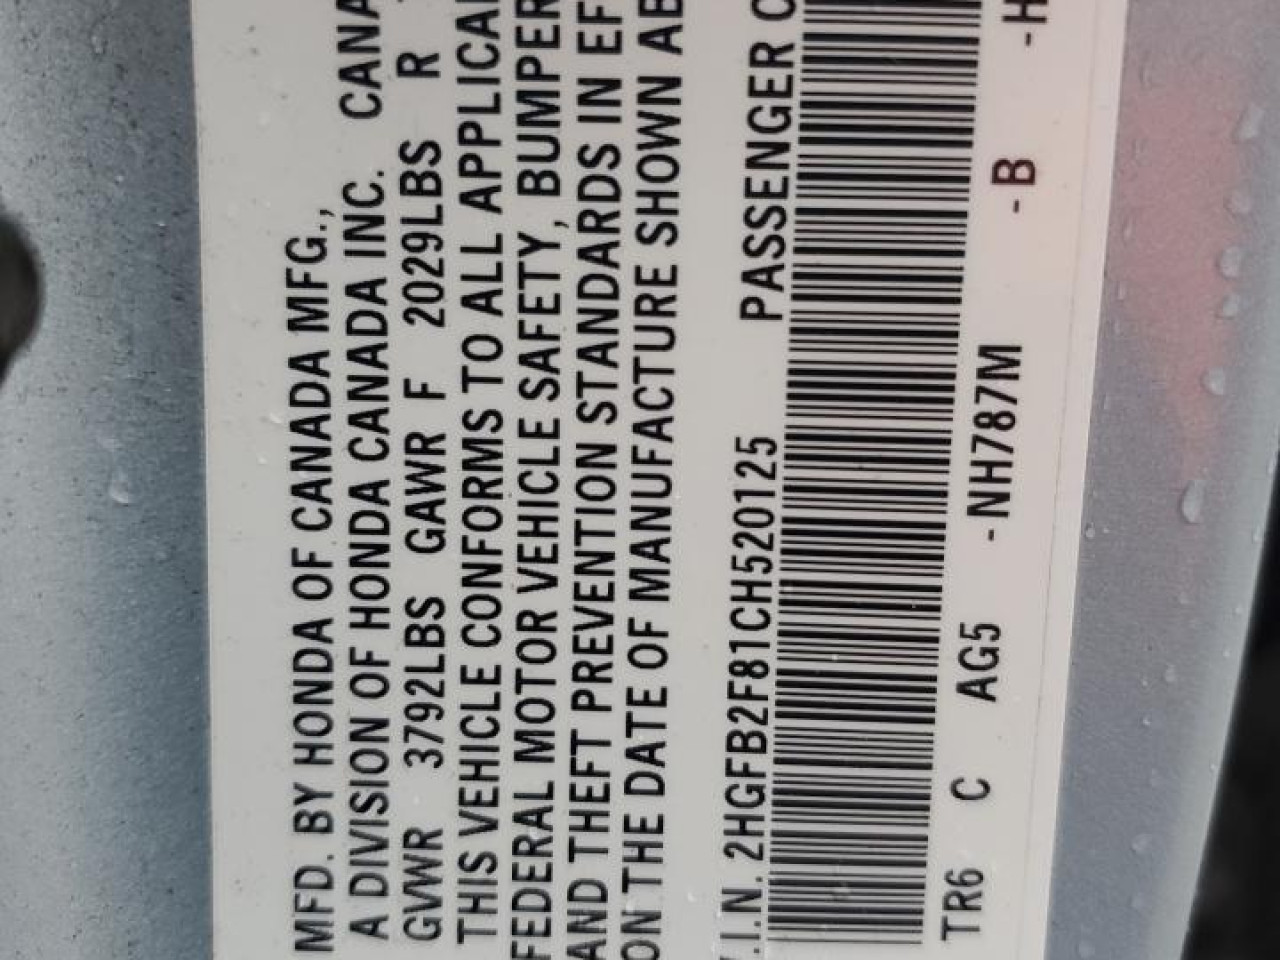 MFD. BY HONDA OF CANADA MFG.,
A DIVISION OF HONDA CANADA INC. CANA
GVWR 3792LBS GAWR F 2029LBS R
THIS VEHICLE CONFORMS TO ALL APPLICA
FEDERAL MOTOR VEHICLE SAFETY, BUMPER
AND THEFT PREVENTION STANDARDS IN EF
ON THE DATE OF MANUFACTURE SHOWN AB
V.I.N. 2HGFB2F81CH520125 PASSENGER C
TR6 C AG5 -NH787M -B -H